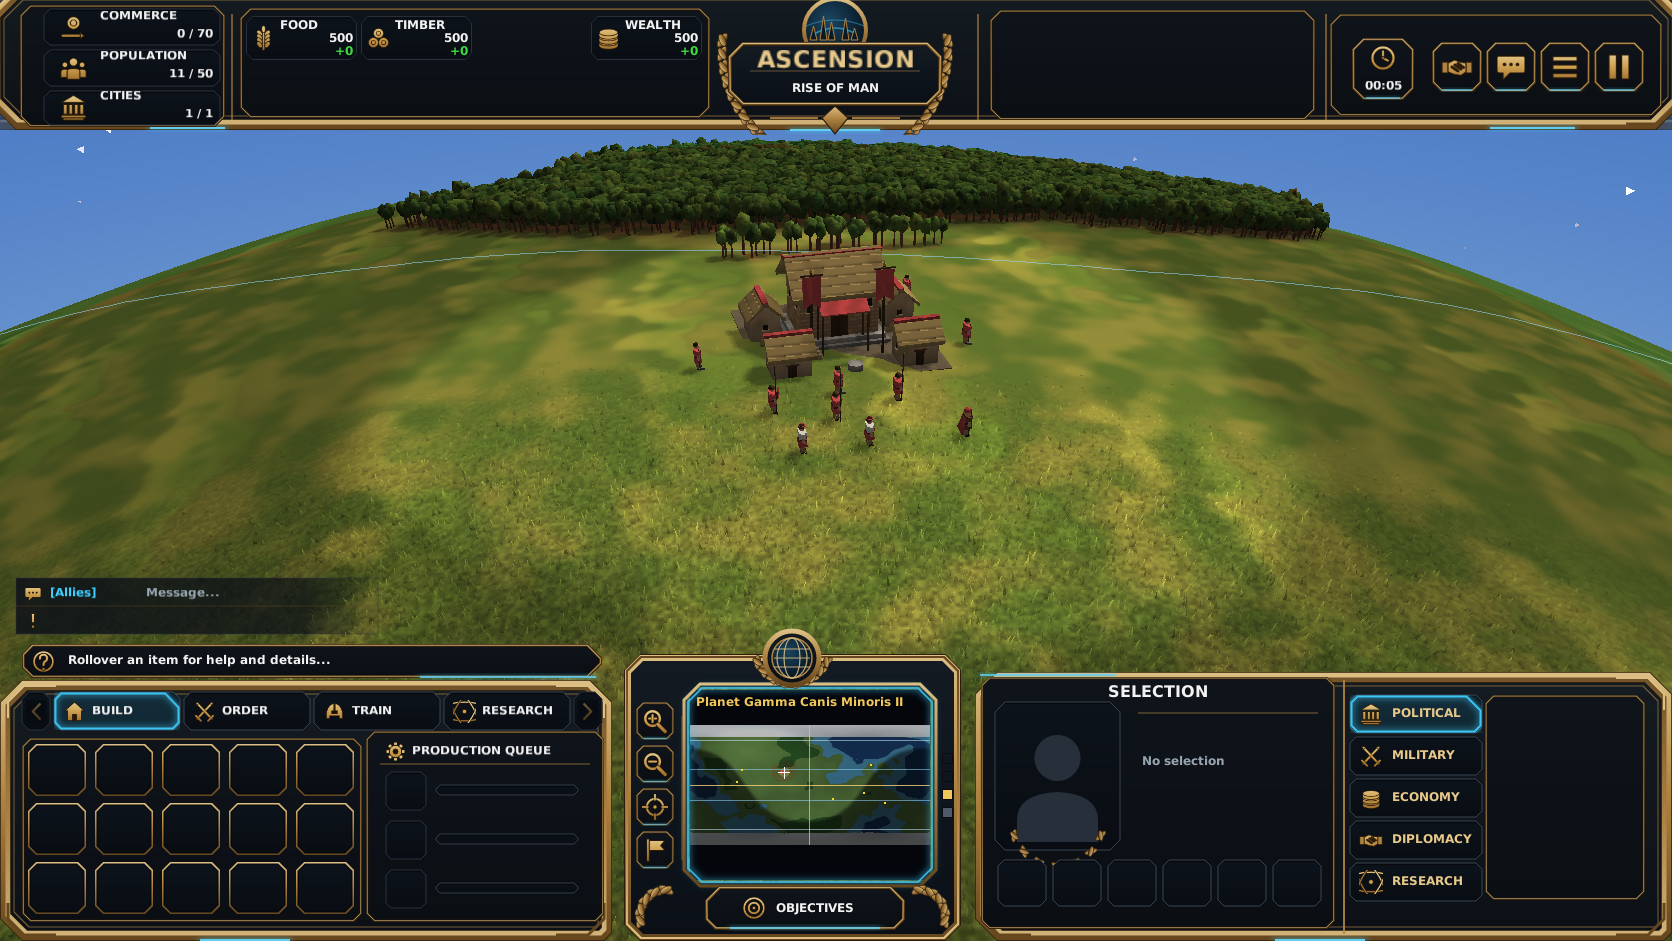 COMMERCE
0 / 70
POPULATION
11 / 50
CITIES
1 / 1
FOOD
500
+0
TIMBER
500
+0
WEALTH
500
+0
ASCENSION
RISE OF MAN
00:05
[Allies] Message...
!
Rollover an item for help and details...
BUILD
ORDER
TRAIN
RESEARCH
PRODUCTION QUEUE
Planet Gamma Canis Minoris II
OBJECTIVES
SELECTION
No selection
POLITICAL
MILITARY
ECONOMY
DIPLOMACY
RESEARCH